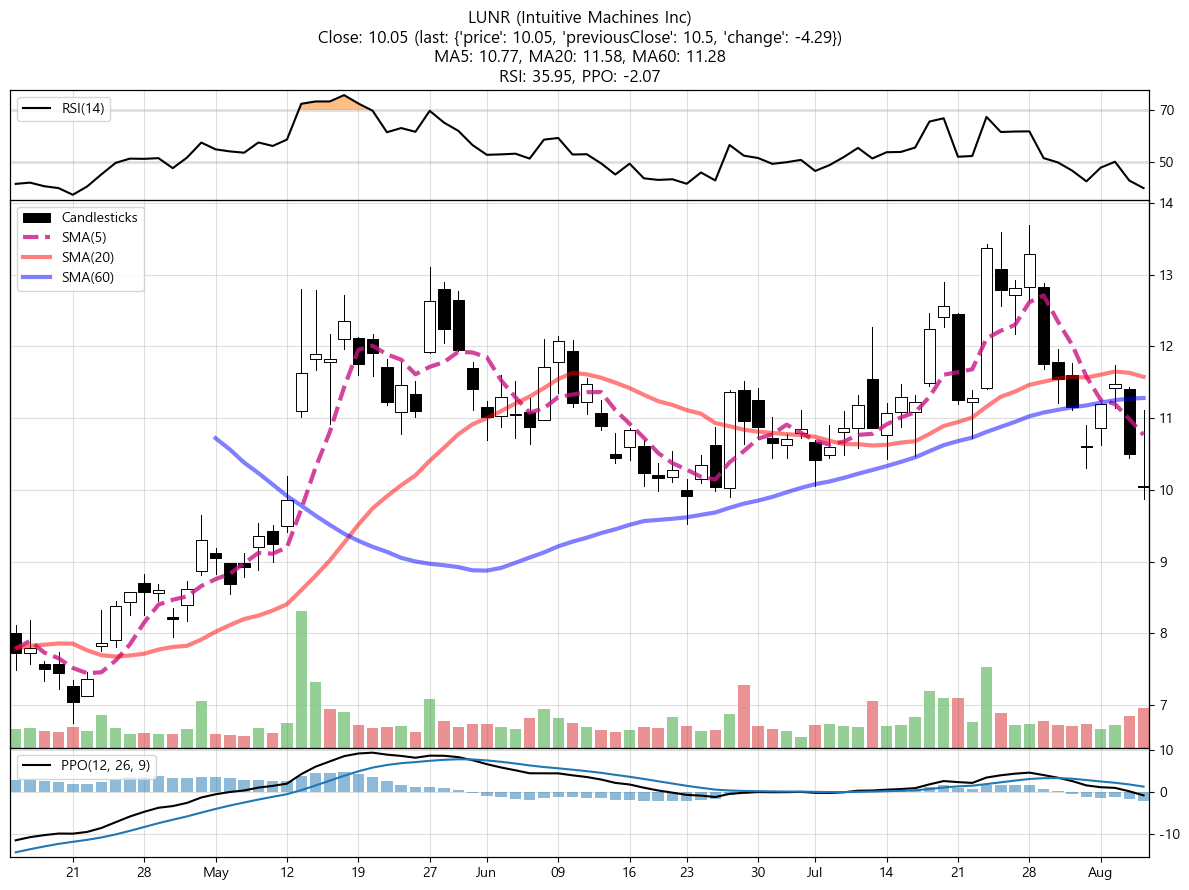 LUNR (Intuitive Machines Inc)
Close: 10.05 (last: {'price': 10.05, 'previousClose': 10.5, 'change': -4.29})
MA5: 10.77, MA20: 11.58, MA60: 11.28
RSI: 35.95, PPO: -2.07
RSI(14)
70
50
Candlesticks
SMA(5)
SMA(20)
SMA(60)
14
13
12
11
10
9
8
7
PPO(12, 26, 9)
10
0
-10
21 28 May 12 19 27 Jun 09 16 23 30 Jul 14 21 28 Aug